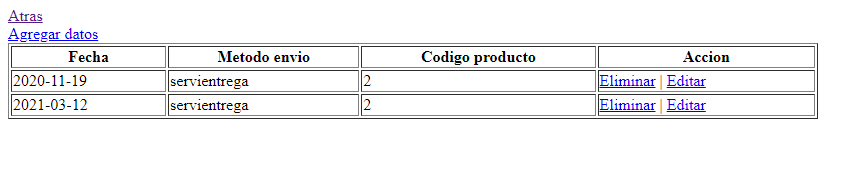 Atras
Agregar datos
Fecha Metodo envio Codigo producto Accion
2020-11-19 servientrega 2 Eliminar | Editar
2021-03-12 servientrega 2 Eliminar | Editar